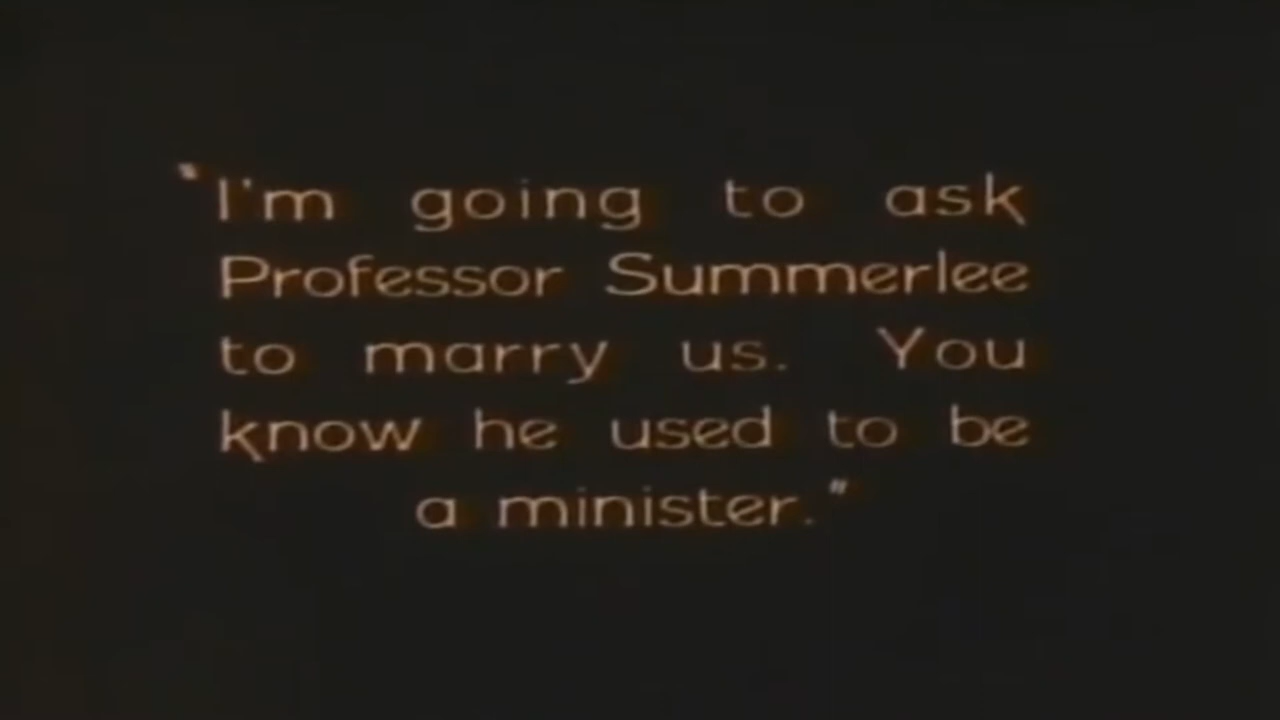 "I'm going to ask
Professor Summerlee
to marry us. You
know he used to be
a minister."